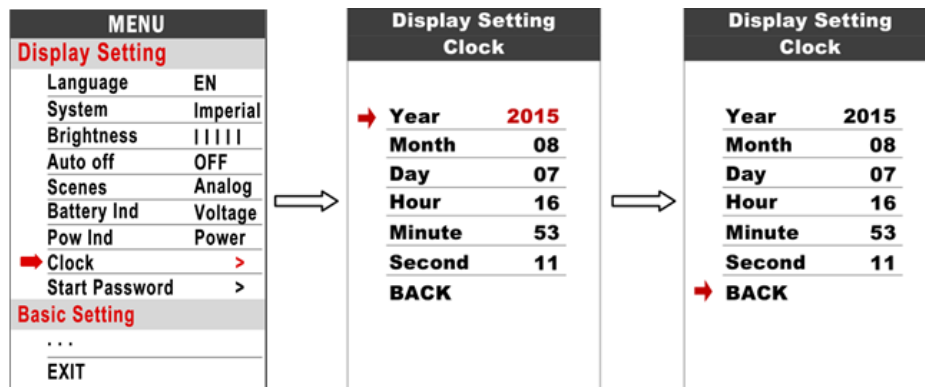 MENU
Display Setting
Language EN
System Imperial
Brightness | | | | |
Auto off OFF
Scenes Analog
Battery Ind Voltage
Pow Ind Power
Clock >
Start Password >
Basic Setting
...
EXIT
Display Setting
Clock
Year 2015
Month 08
Day 07
Hour 16
Minute 53
Second 11
BACK
Display Setting
Clock
Year 2015
Month 08
Day 07
Hour 16
Minute 53
Second 11
BACK